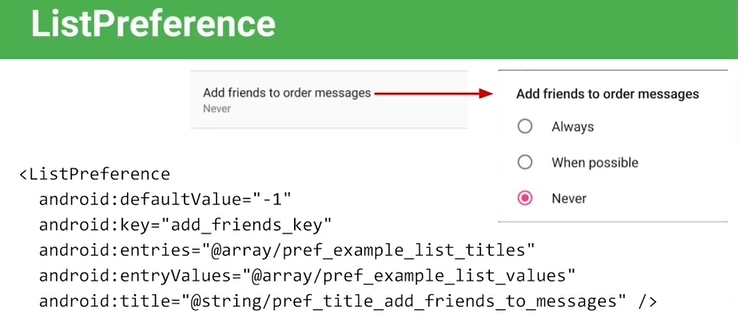 ListPreference
Add friends to order messages
Never
Add friends to order messages
Always
When possible
Never
<ListPreference
android:defaultValue="-1"
android:key="add_friends_key"
android:entries="@array/pref_example_list_titles"
android:entryValues="@array/pref_example_list_values"
android:title="@string/pref_title_add_friends_to_messages" />